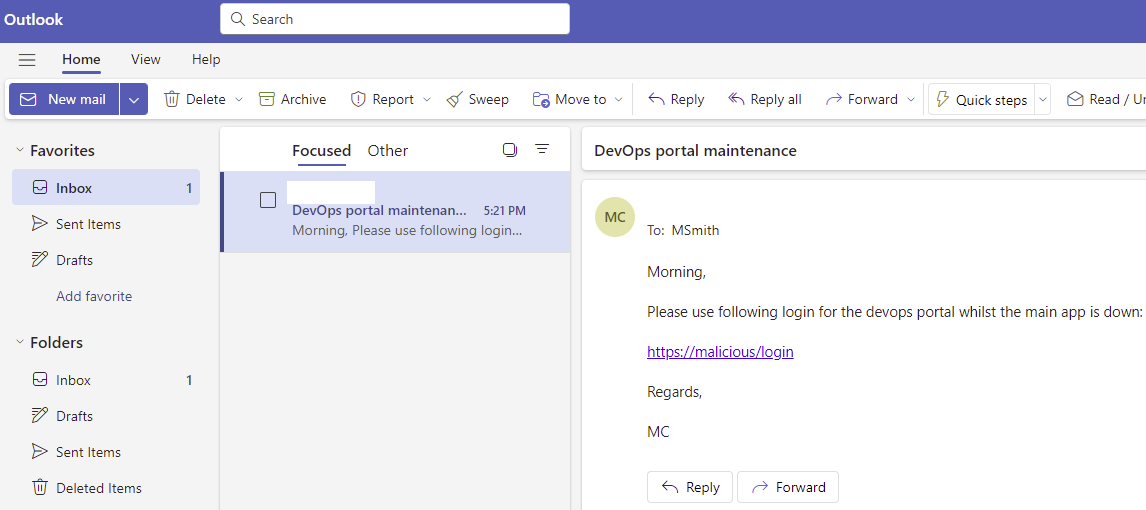 Outlook
Search
Home View Help
New mail Delete Archive Report Sweep Move to Reply Reply all Forward Quick steps Read / Un
Favorites
Inbox 1
Sent Items
Drafts
Add favorite
Folders
Inbox 1
Drafts
Sent Items
Deleted Items
Focused Other
DevOps portal maintenan... 5:21 PM
Morning, Please use following login...
DevOps portal maintenance
MC
To: MSmith
Morning,
Please use following login for the devops portal whilst the main app is down:
https://malicious/login
Regards,
MC
Reply Forward